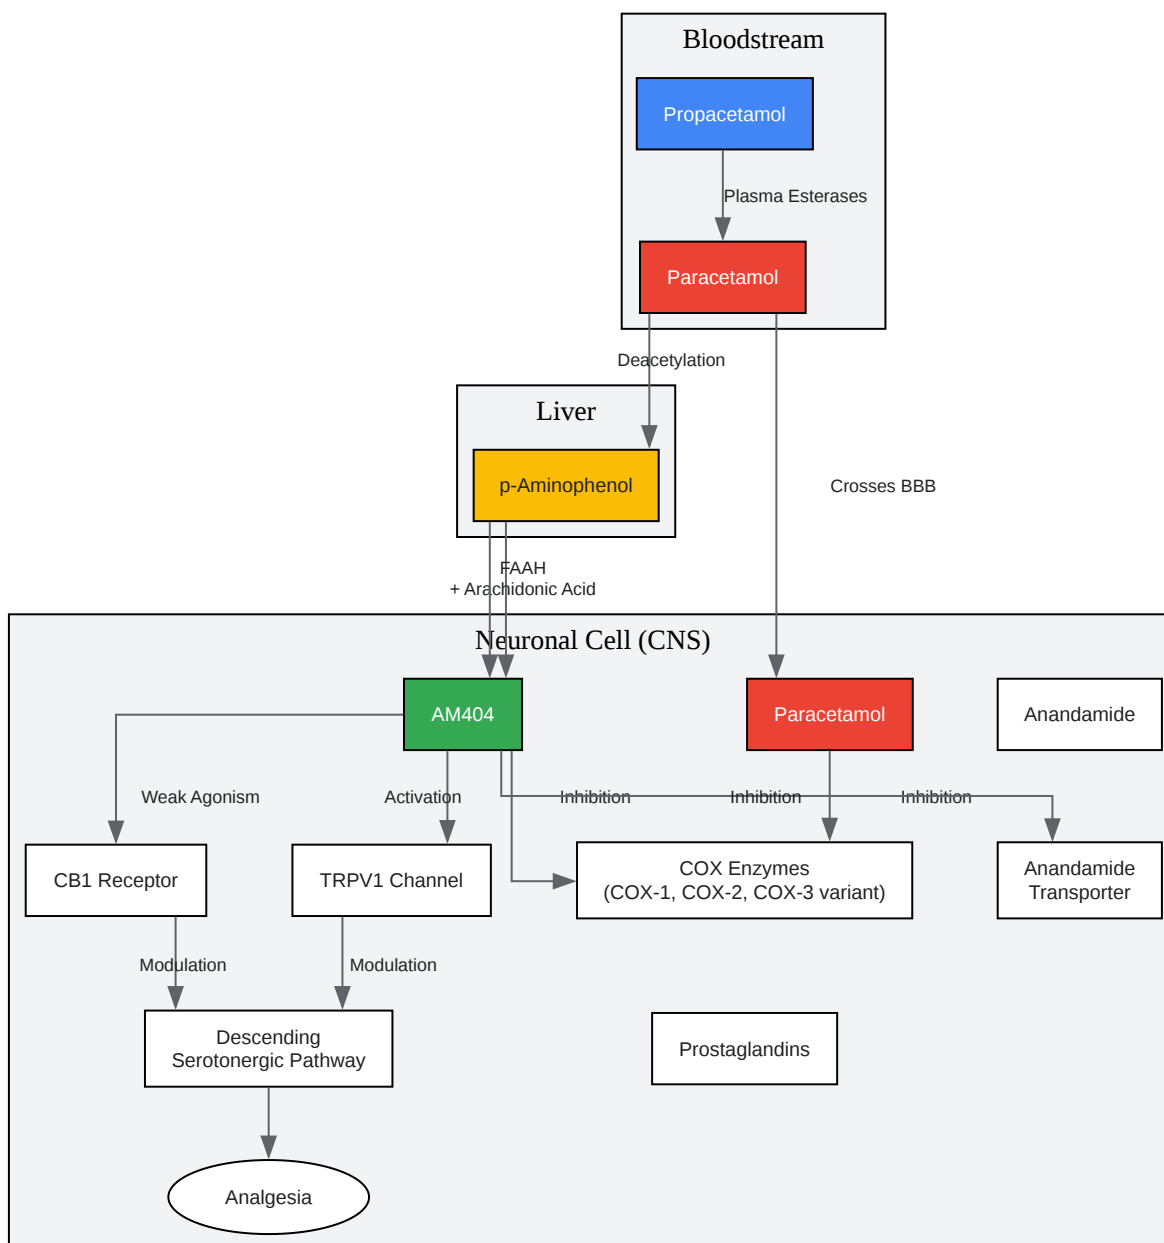 Bloodstream
Propacetamol
Plasma Esterases
Paracetamol
Deacetylation
Liver
p-Aminophenol
Crosses BBB
FAAH
+ Arachidonic Acid
Neuronal Cell (CNS)
AM404
Paracetamol
Anandamide
Weak Agonism
Activation
Inhibition
Inhibition
Inhibition
CB1 Receptor
TRPV1 Channel
COX Enzymes
(COX-1, COX-2, COX-3 variant)
Anandamide
Transporter
Modulation
Modulation
Descending
Serotonergic Pathway
Prostaglandins
Analgesia